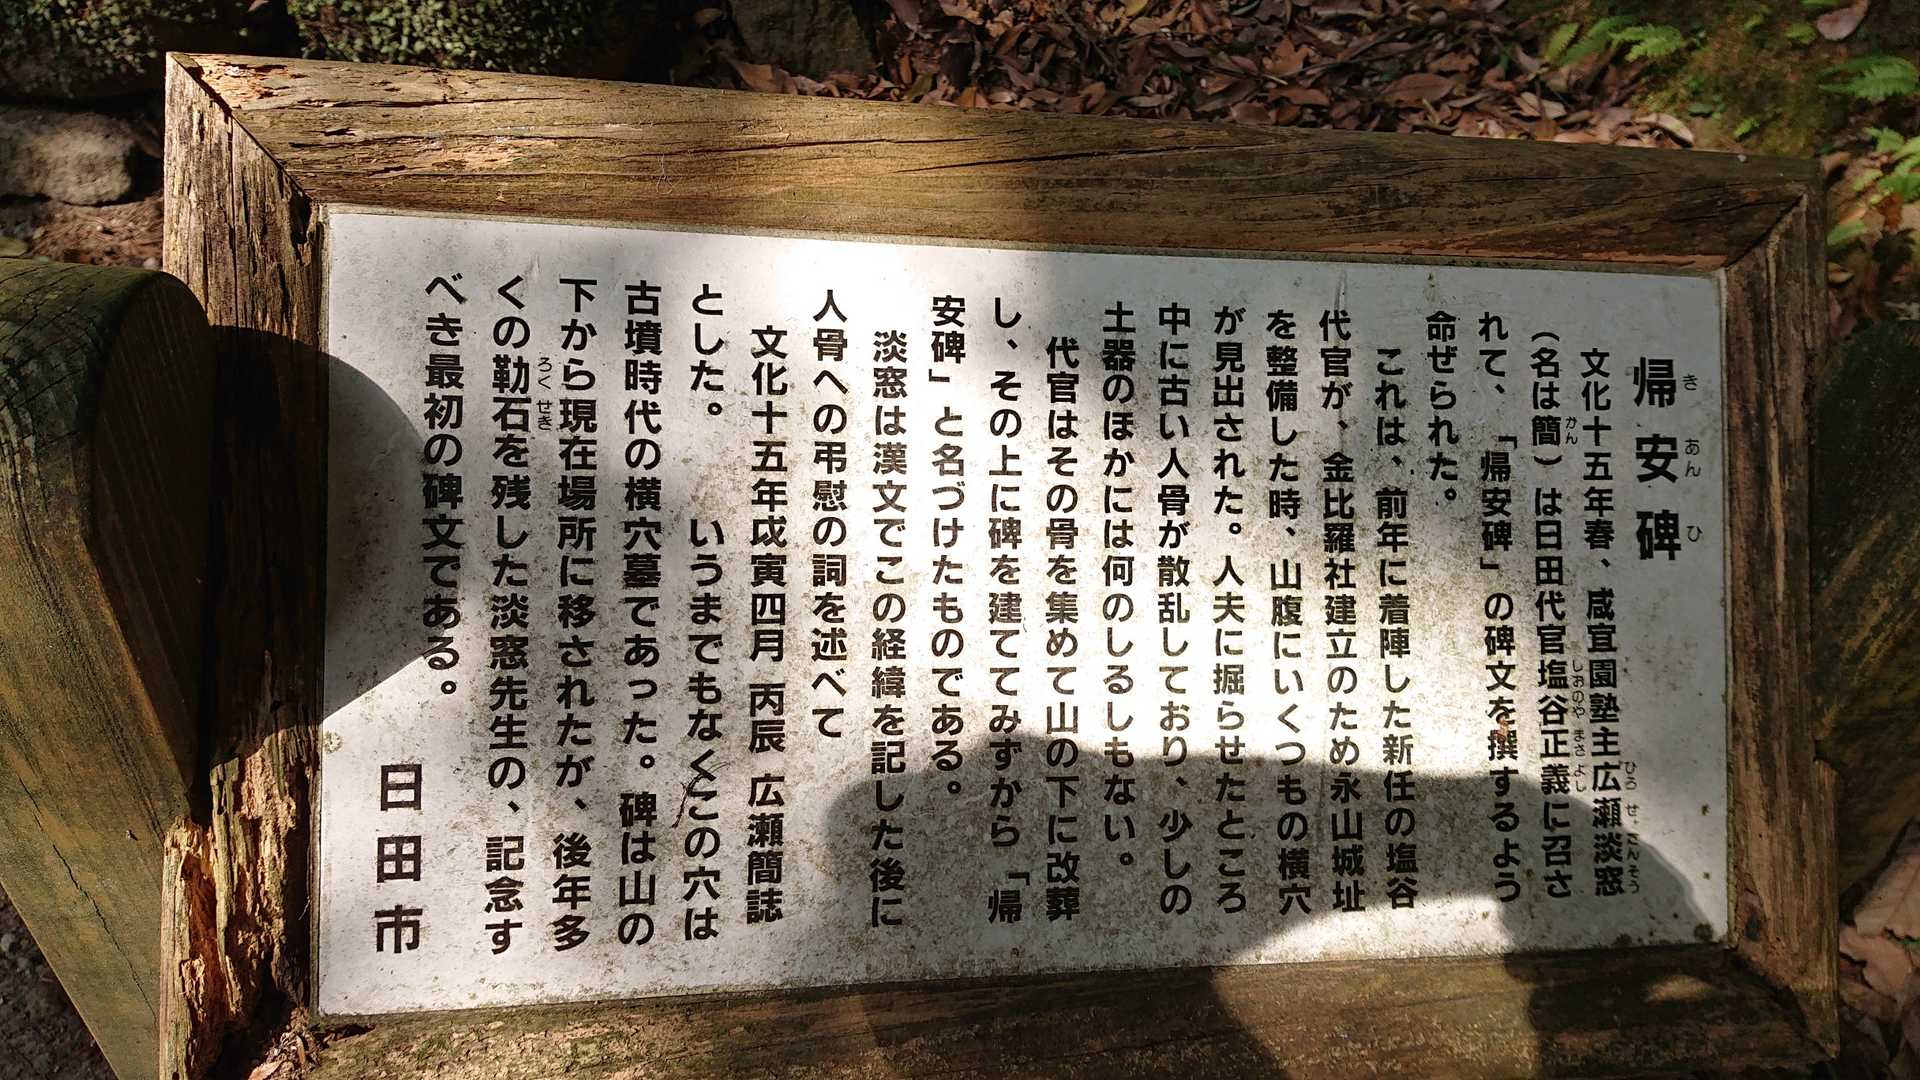 帰安碑
文化十五年春、咸宜園塾主広瀬淡窓
（名は簡）は日田代官塩谷正義に召さ
れて、「帰安碑」の碑文を撰するよう
命ぜられた。
これは、前年に着陣した新任の塩谷
代官が、金比羅社建立のため永山城址
を整備した時、山腹にいくつもの横穴
が見出された。人夫に掘らせたところ
中に古い人骨が散乱しており、少しの
土器のほかには何のしるしもない。
代官はその骨を集めて山の下に改葬
し、その上に碑を建ててみずから「帰
安碑」と名づけたものである。
淡窓は漢文でこの経緯を記した後に
人骨への弔慰の詞を述べて
文化十五年戊寅四月 丙辰 広瀬簡誌
とした。　いうまでもなくこの穴は
古墳時代の横穴墓であった。碑は山の
下から現在場所に移されたが、後年多
くの勒石を残した淡窓先生の、記念す
べき最初の碑文である。
日田市